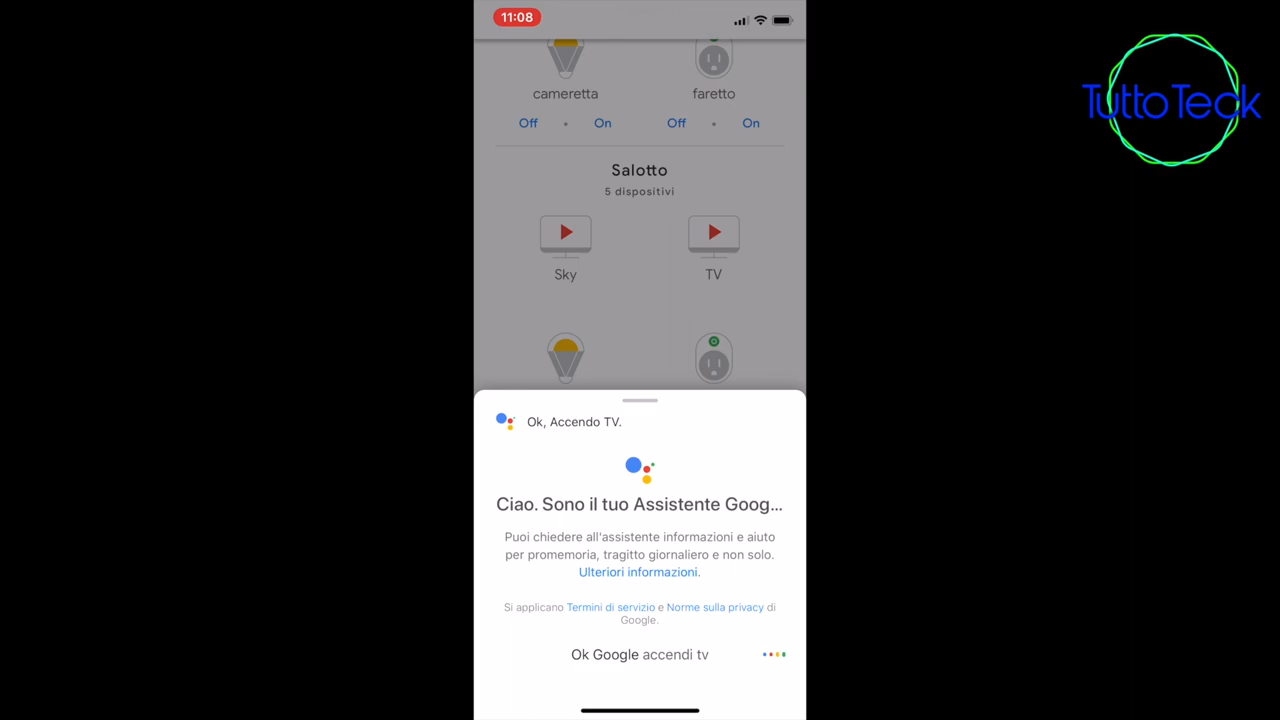 11:08
TuttoTeck
cameretta
faretto
Off • On
Off • On
Salotto
5 dispositivi
Sky
TV
Ok, Accendo TV.
Ciao. Sono il tuo Assistente Goog...
Puoi chiedere all'assistente informazioni e aiuto
per promemoria, tragitto giornaliero e non solo.
Ulteriori informazioni.
Si applicano Termini di servizio e Norme sulla privacy di
Google.
Ok Google accendi tv